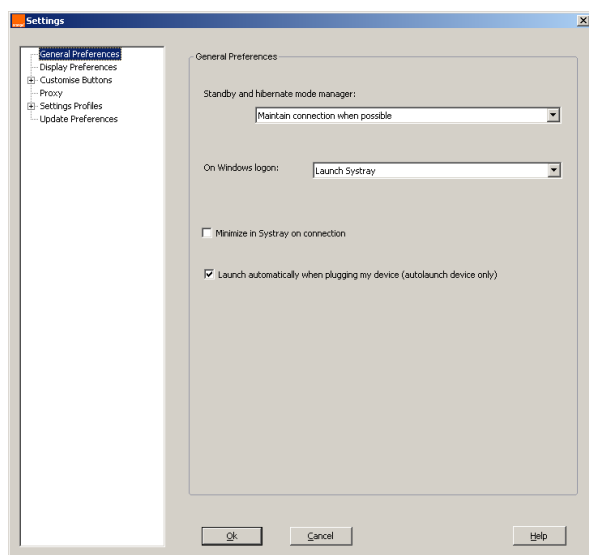 Settings
General Preferences
Display Preferences
Customise Buttons
Proxy
Settings Profiles
Update Preferences
General Preferences
Standby and hibernate mode manager:
Maintain connection when possible
On Windows logon:
Launch Systray
Minimize in Systray on connection
Launch automatically when plugging my device (autolaunch device only)
Ok
Cancel
Help